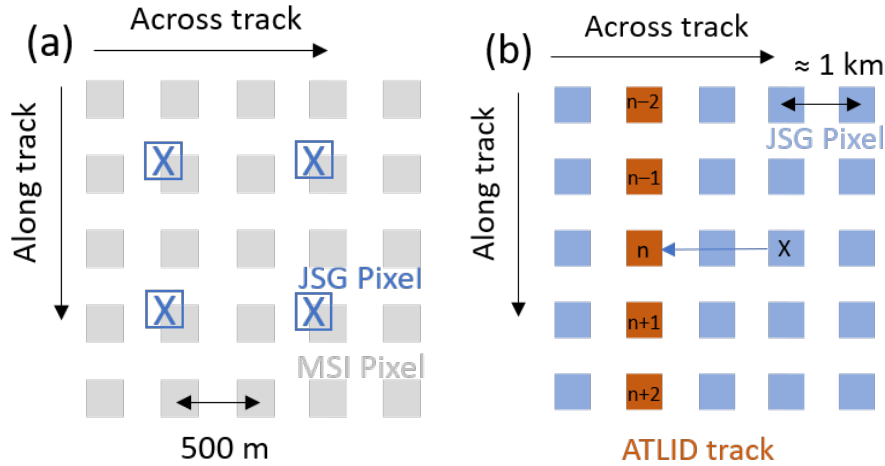 (a)
Across track
Along track
X
X
X
X
JSG Pixel
MSI Pixel
500 m
(b)
Across track
≈ 1 km
Along track
n–2
JSG Pixel
n–1
n
X
n+1
n+2
ATLID track